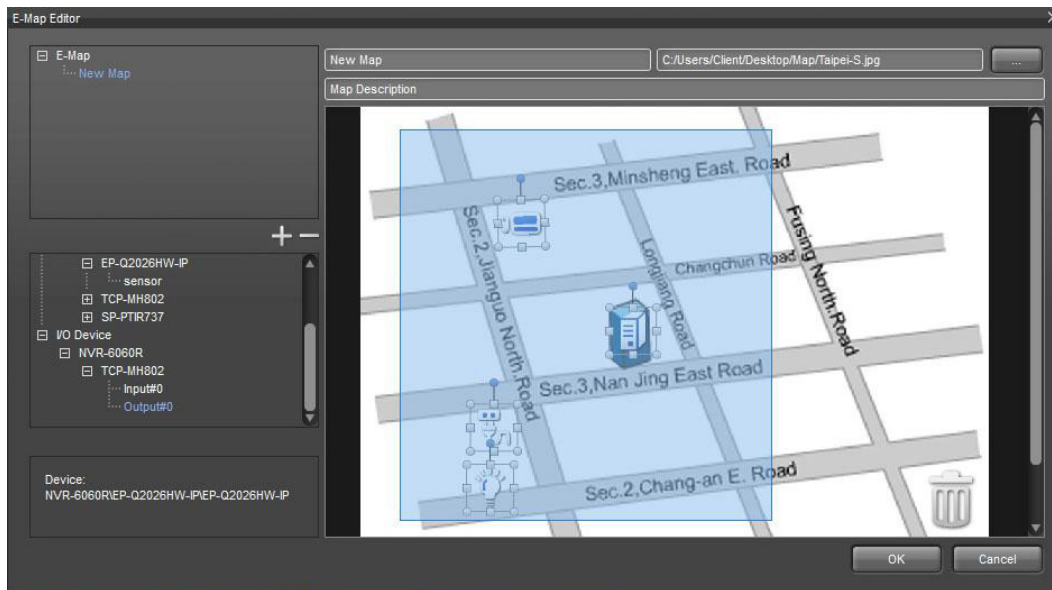 E-Map Editor
E-Map
New Map
New Map
C:/Users/Client/Desktop/Map/Taipei-S.jpg
...
Map Description
EP-Q2026HW-IP
sensor
TCP-MH802
SP-PTIR737
I/O Device
NVR-6060R
TCP-MH802
Input#0
Output#0
Device:
NVR-6060R\EP-Q2026HW-IP\EP-Q2026HW-IP
Sec.3,Minsheng East. Road
Sec.2,Jianguo North.Road
Longjiang Road
Changchun Road
Fusing North.Road
Sec.3,Nan Jing East Road
Sec.2,Chang-an E. Road
OK
Cancel